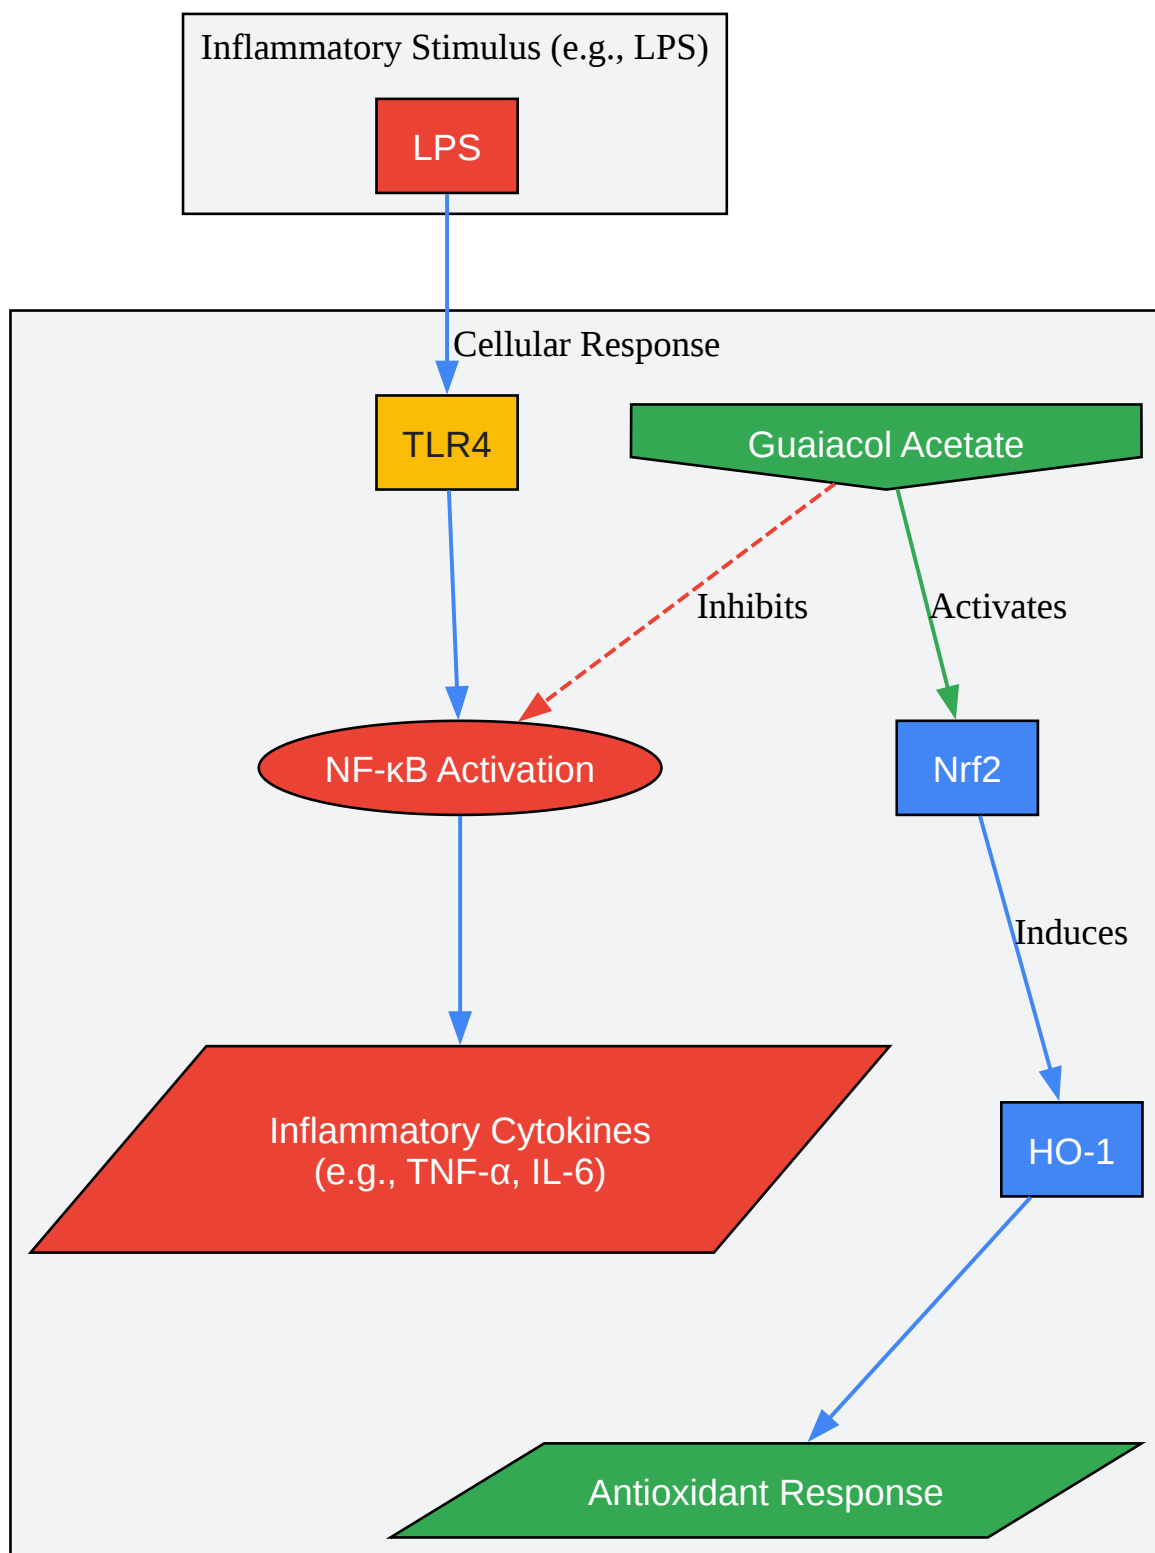 Inflammatory Stimulus (e.g., LPS)
LPS
Cellular Response
TLR4
Guaiacol Acetate
Inhibits
Activates
NF-κB Activation
Nrf2
Induces
Inflammatory Cytokines
(e.g., TNF-α, IL-6)
HO-1
Antioxidant Response